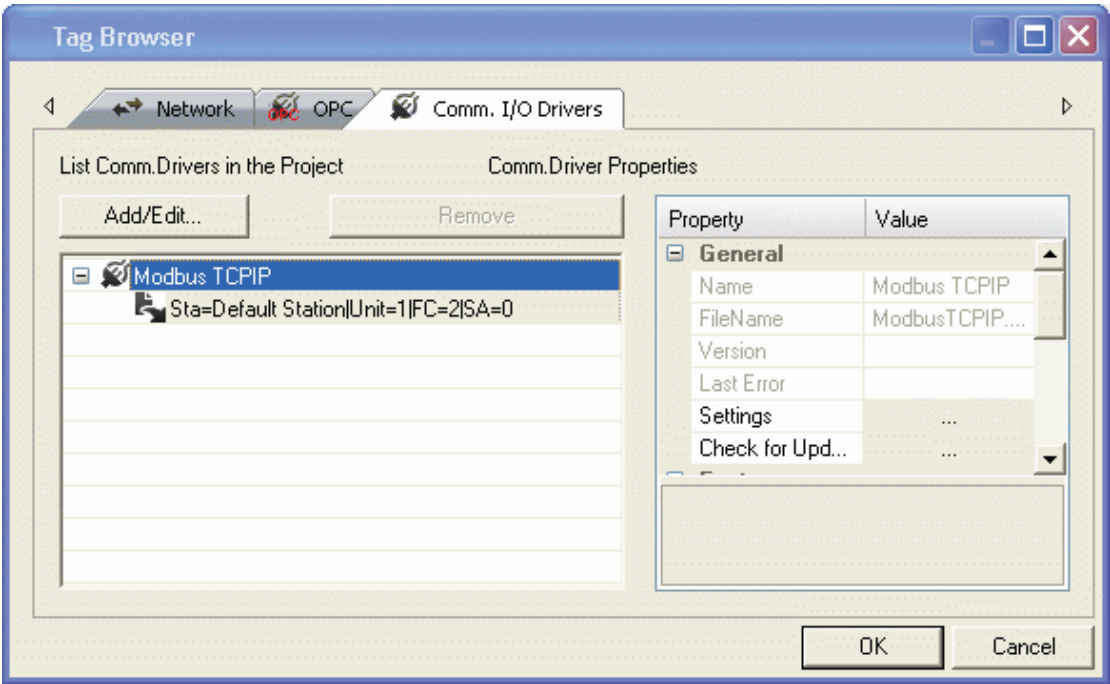 Tag Browser
Network
OPC
OPC
Comm. I/O Drivers
List Comm.Drivers in the Project
Comm.Driver Properties
Add/Edit...
Remove
Property Value
General
Modbus TCPIP
Name Modbus TCPIP
Sta=Default Station|Unit=1|FC=2|SA=0
FileName ModbusTCPIP....
Version
Last Error
Settings ...
Check for Upd... ...
OK
Cancel